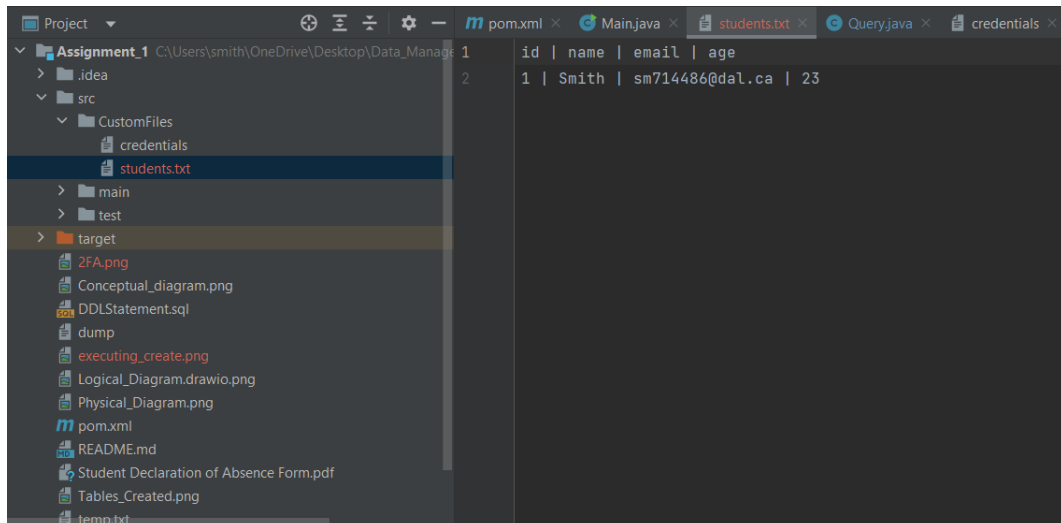 Project
pom.xml
Main.java
students.txt
Query.java
credentials
Assignment_1 C:\Users\smith\OneDrive\Desktop\Data_Manage
.idea
src
CustomFiles
credentials
students.txt
main
test
target
2FA.png
Conceptual_diagram.png
DDLStatement.sql
dump
executing_create.png
Logical_Diagram.drawio.png
Physical_Diagram.png
pom.xml
README.md
Student Declaration of Absence Form.pdf
Tables_Created.png
temp.txt
1 id | name | email | age
2 1 | Smith | sm714486@dal.ca | 23